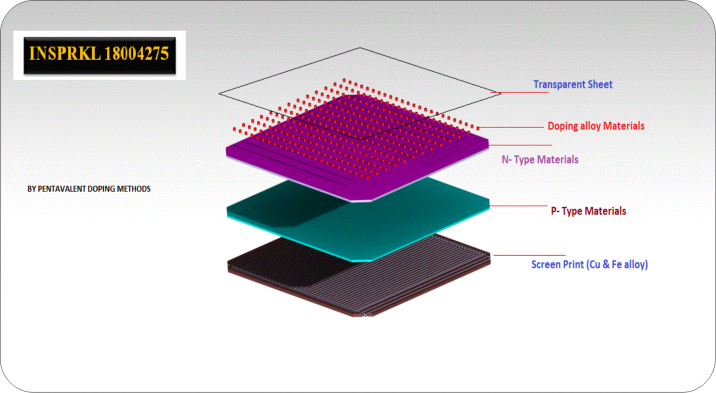 INSPRKL 18004275
Transparent Sheet
Doping alloy Materials
N- Type Materials
BY PENTAVALENT DOPING METHODS
P- Type Materials
Screen Print (Cu & Fe alloy)